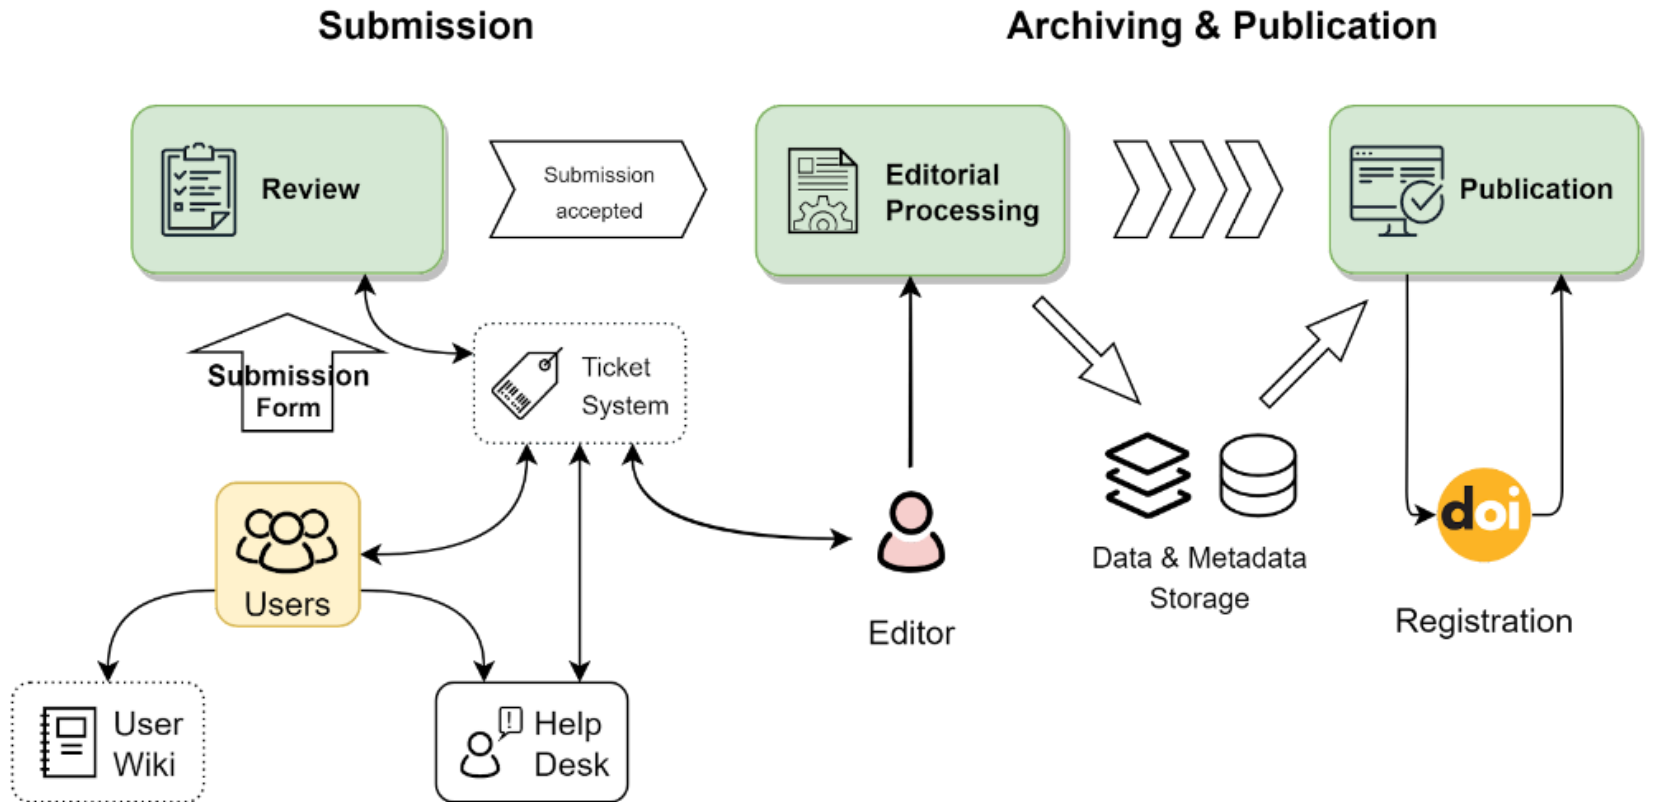 Submission
Archiving & Publication
Review
Submission
accepted
Editorial
Processing
Publication
Submission
Form
Ticket
System
Users
Editor
Data & Metadata
Storage
doi
Registration
User
Wiki
!
Help
Desk